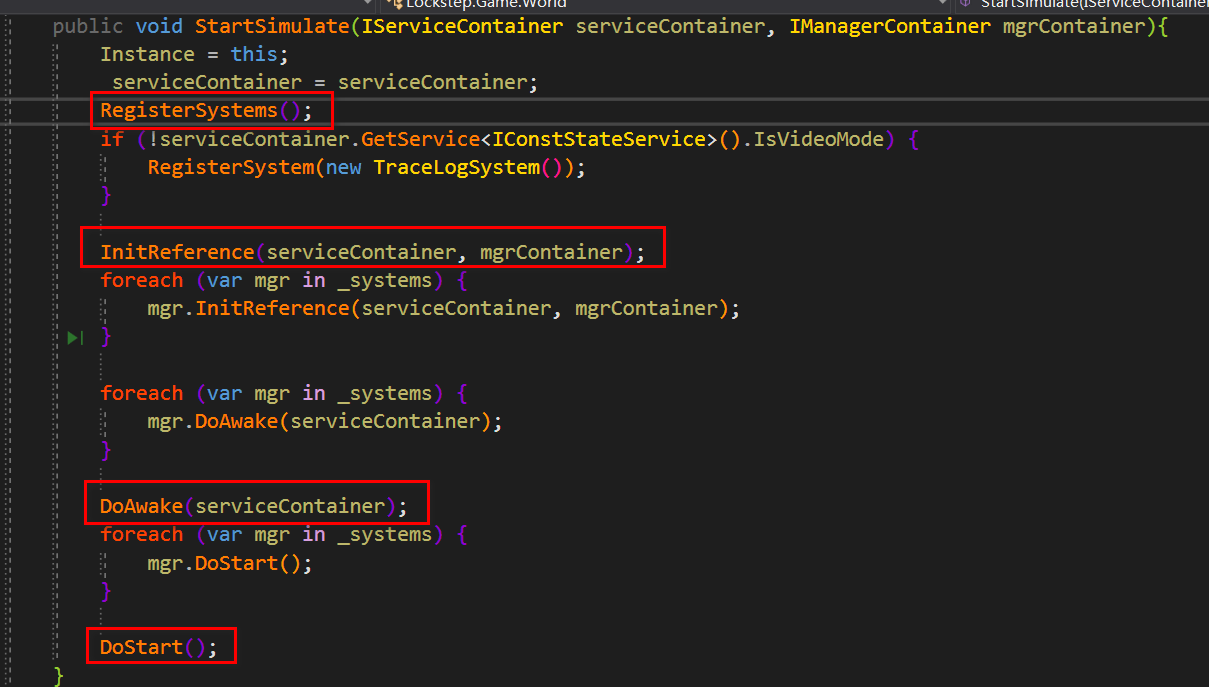 Lockstep.Game.World
StartSimulate(IServiceContainer
public void StartSimulate(IServiceContainer serviceContainer, IManagerContainer mgrContainer){
Instance = this;
serviceContainer = serviceContainer;
RegisterSystems();
if (!serviceContainer.GetService<IConstStateService>().IsVideoMode) {
RegisterSystem(new TraceLogSystem());
}
InitReference(serviceContainer, mgrContainer);
foreach (var mgr in _systems) {
mgr.InitReference(serviceContainer, mgrContainer);
}
foreach (var mgr in _systems) {
mgr.DoAwake(serviceContainer);
}
DoAwake(serviceContainer);
foreach (var mgr in _systems) {
mgr.DoStart();
}
DoStart();
}